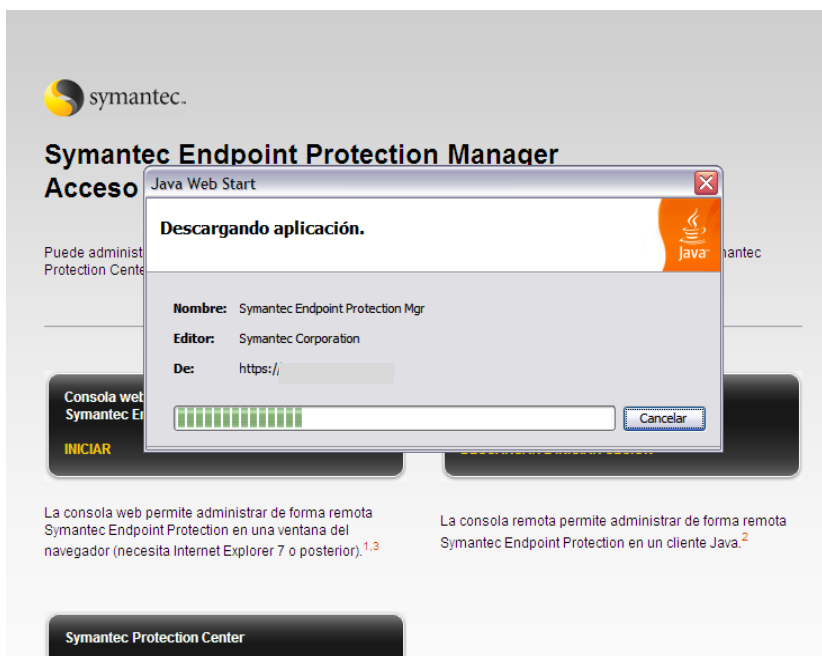 symantec.
Symantec Endpoint Protection Manager
Acceso
Java Web Start
Descargando aplicación.
Java
Puede administ
antec
Protection Cente
Nombre: Symantec Endpoint Protection Mgr
Editor: Symantec Corporation
De: https://
Cancelar
Consola web
Symantec E
INICIAR
La consola web permite administrar de forma remota
Symantec Endpoint Protection en una ventana del
navegador (necesita Internet Explorer 7 o posterior).1,3
La consola remota permite administrar de forma remota
Symantec Endpoint Protection en un cliente Java.2
Symantec Protection Center